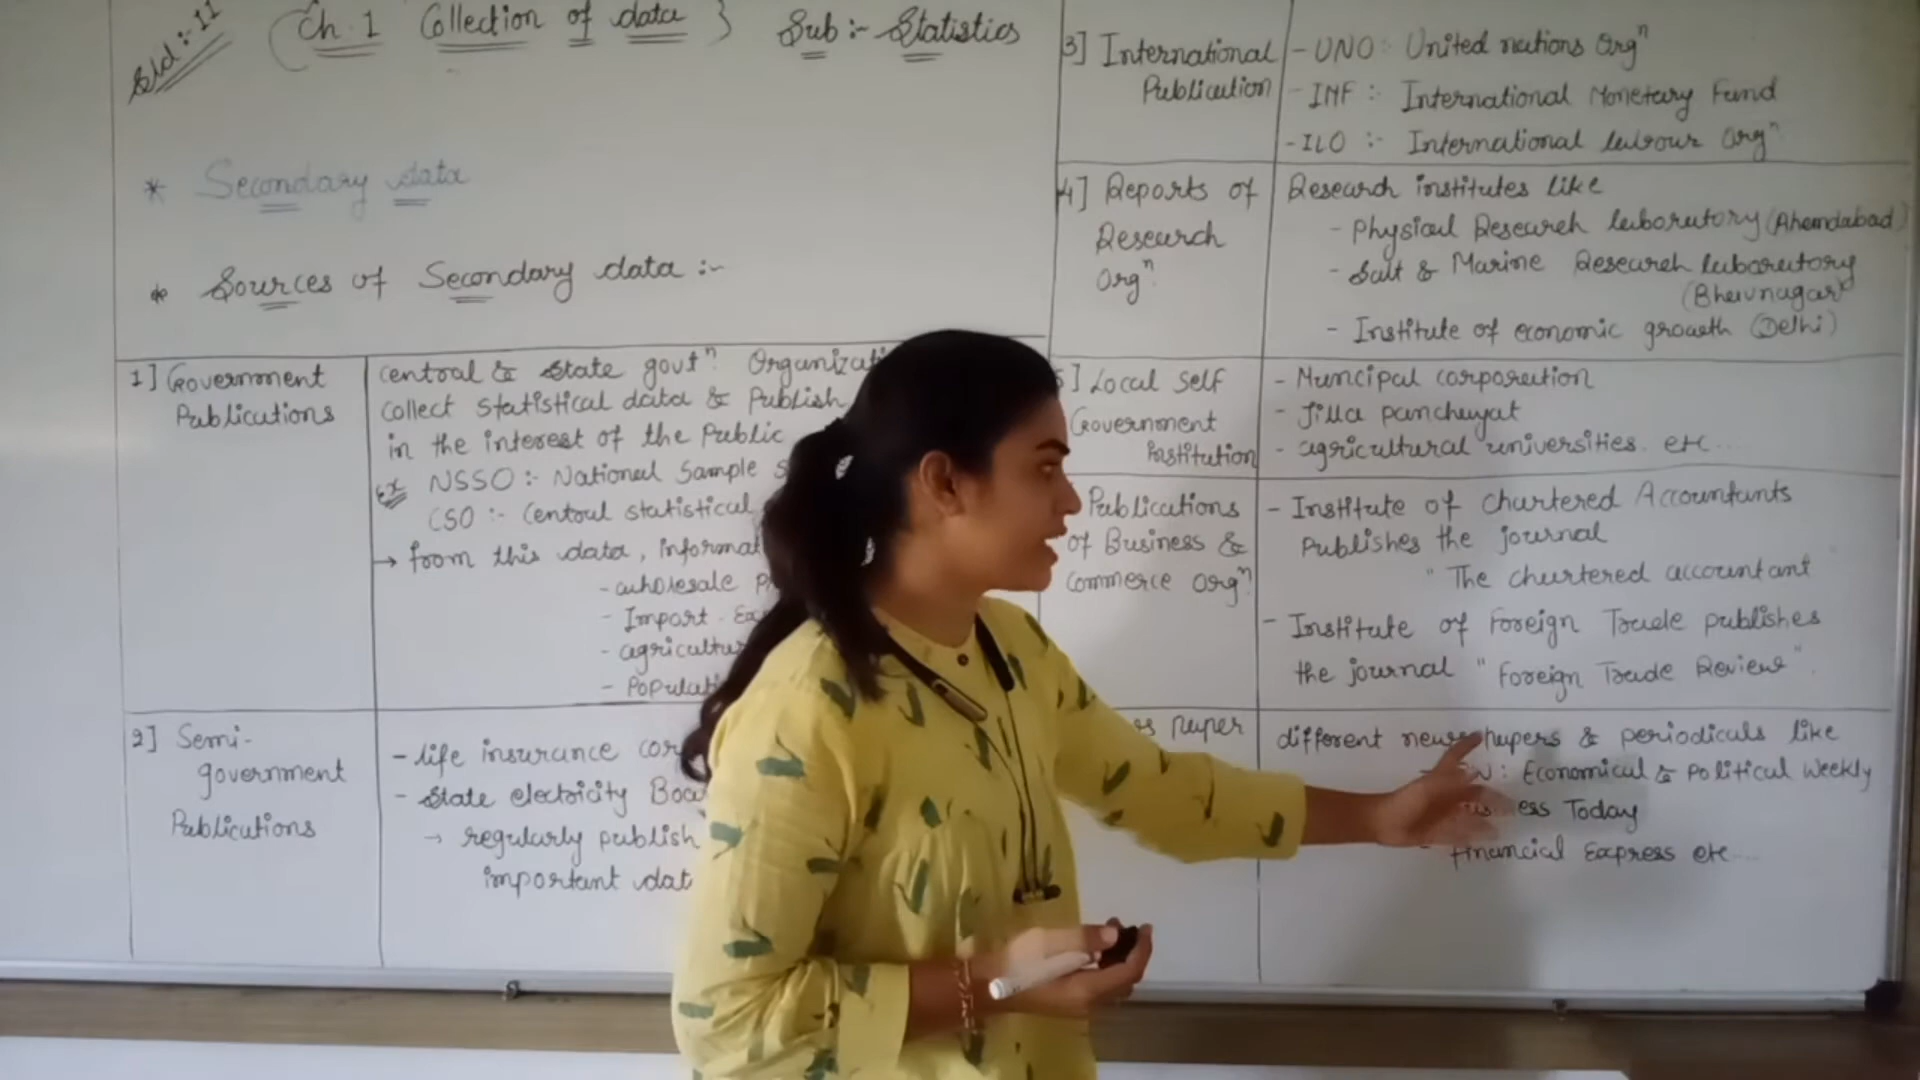 Std :- 11
(Ch. 1 Collection of data) Sub :- Statistics
* Secondary data
* Sources of Secondary data :-
1] Government
Publications
Central & State govtⁿ. Organizati
collect statistical data & Publish
in the interest of the Public
Ex NSSO :- National Sample S
CSO :- Central statistical
→ from this data, informat
- wholesale p
- Import Ex
- agricultur
- Populati
2] Semi-
government
Publications
- life insurance cor
- State electricity Boa
→ regularly publish
important dat
3] International
Publication
- UNO : United nations Orgⁿ
- IMF :- International Monetary Fund
- ILO :- International labour Orgⁿ
4] Reports of
Research
Orgⁿ.
Research institutes like
- Physical Research laboratory (Ahemdabad)
- Salt & Marine Research laboratory
(Bhavnagar)
- Institute of economic growth (Delhi)
5] Local Self
Government
Institution
- Muncipal corporation
- Jilla panchayat
- agricultural universities. etc...
Publications
of Business &
Commerce Orgⁿ.
- Institute of Chartered Accountants
Publishes the journal
"The chartered accountant"
- Institute of Foreign Trade publishes
the journal "Foreign Trade Review".
ss paper
different newspapers & periodicals like
W : Economical & Political Weekly
ess Today
- Financial Express etc...